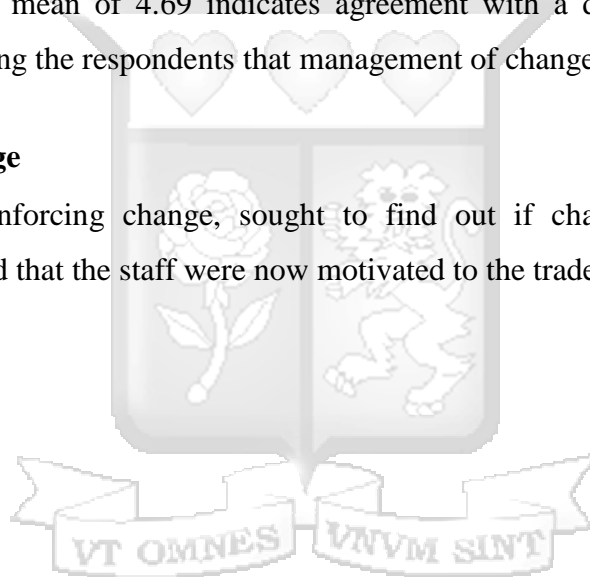 mean of 4.69 indicates agreement with a
ng the respondents that management of change
ge
nforcing change, sought to find out if cha
d that the staff were now motivated to the trade
VT OMNES VNVM SINT